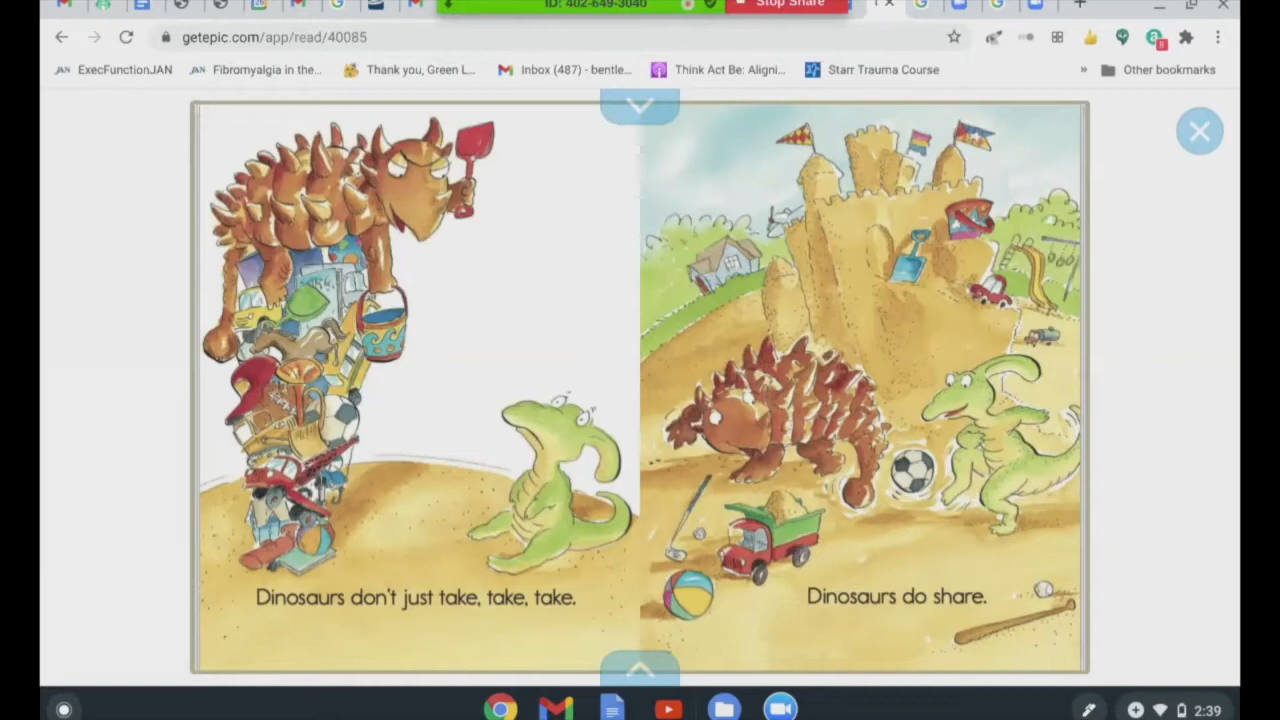 ID: 402-649-3040
Stop Share
getepic.com/app/read/40085
ExecFunctionJAN
Fibromyalgia in the...
Thank you, Green L...
Inbox (487) - bentle...
Think Act Be: Aligni...
Starr Trauma Course
»
Other bookmarks
Dinosaurs don't just take, take, take.
Dinosaurs do share.
2:39